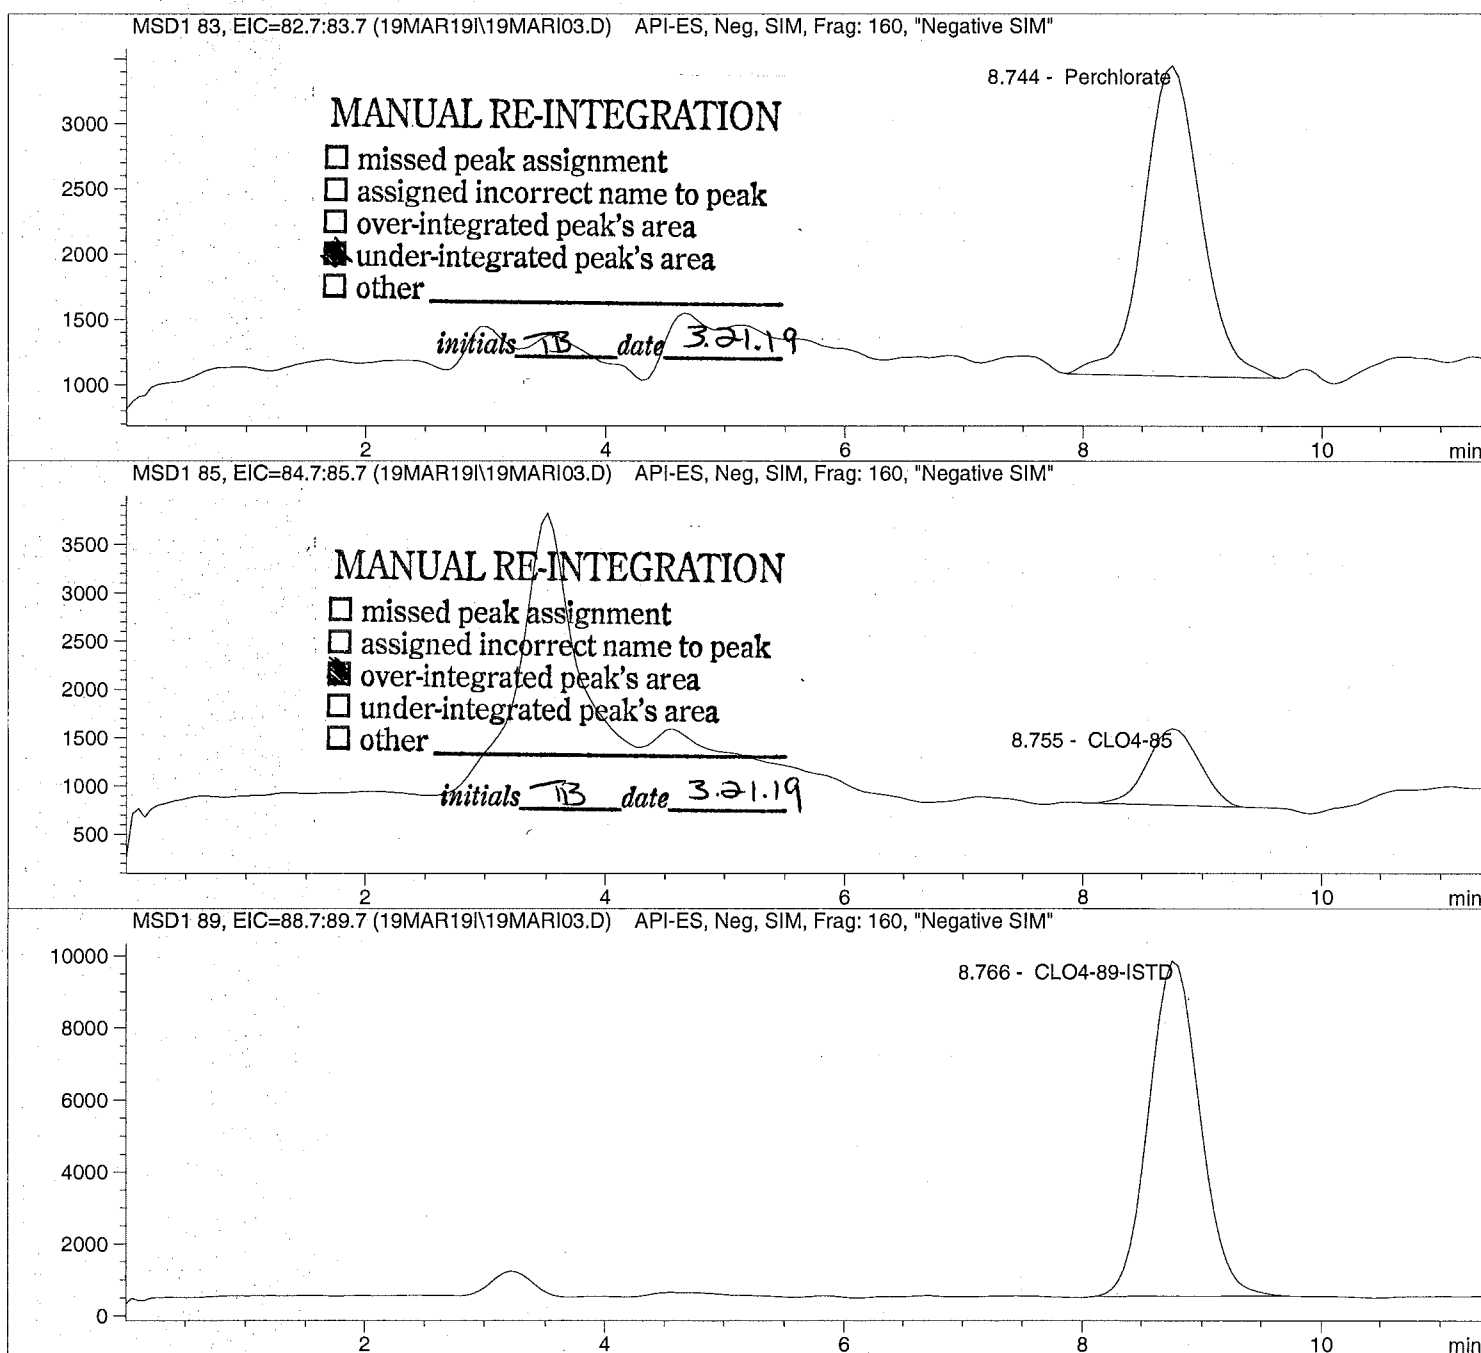 MSD1 83, EIC=82.7:83.7 (19MAR19I\19MARI03.D) API-ES, Neg, SIM, Frag: 160, "Negative SIM"
8.744 - Perchlorate
MANUAL RE-INTEGRATION
missed peak assignment
assigned incorrect name to peak
over-integrated peak's area
under-integrated peak's area
other
initials TB date 3.21.19
3000
2500
2000
1500
1000
2 4 6 8 10 min
MSD1 85, EIC=84.7:85.7 (19MAR19I\19MARI03.D) API-ES, Neg, SIM, Frag: 160, "Negative SIM"
MANUAL RE-INTEGRATION
missed peak assignment
assigned incorrect name to peak
over-integrated peak's area
under-integrated peak's area
other
8.755 - CLO4-85
initials TB date 3.21.19
3500
3000
2500
2000
1500
1000
500
2 4 6 8 10 min
MSD1 89, EIC=88.7:89.7 (19MAR19I\19MARI03.D) API-ES, Neg, SIM, Frag: 160, "Negative SIM"
8.766 - CLO4-89-ISTD
10000
8000
6000
4000
2000
0
2 4 6 8 10 min